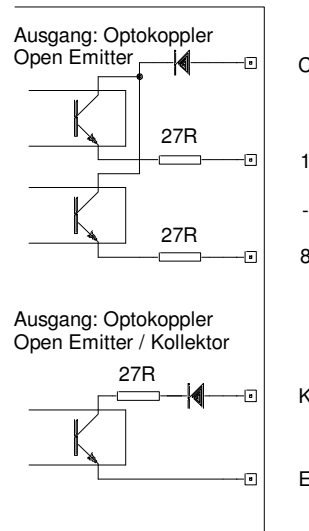 Ausgang: Optokoppler
Open Emitter
27R
1
-
27R
8
Ausgang: Optokoppler
Open Emitter / Kollektor
27R
K
E